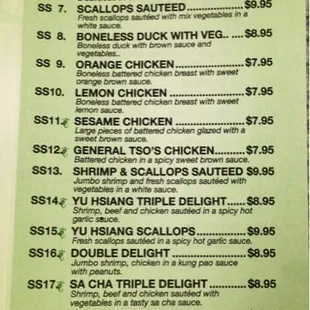 SS 7. SCALLOPS SAUTEED ............... $9.95
Fresh scallops sautéed with mix vegetables in a
white sauce.
SS 8. BONELESS DUCK WITH VEG.. .... $8.95
Boneless duck with brown sauce and
vegetables..
SS 9. ORANGE CHICKEN .................. $7.95
Boneless battered chicken breast with sweet
orange brown sauce.
SS10. LEMON CHICKEN .................... $7.95
Boneless battered chicken breast with sweet
lemon sauce.
SS11. SESAME CHICKEN .................. $7.95
Large pieces of battered chicken glazed with a
sweet brown sauce.
SS12. GENERAL TSO'S CHICKEN.......... $7.95
Battered chicken in a spicy sweet brown sauce.
SS13. SHRIMP & SCALLOPS SAUTEED $9.95
Jumbo shrimp and fresh scallops sautéed with
vegetables in a white sauce.
SS14. YU HSIANG TRIPLE DELIGHT ....... $8.95
Shrimp, beef and chicken sautéed in a spicy hot
garlic sauce.
SS15. YU HSIANG SCALLOPS ............. $9.95
Fresh scallops sautéed in a spicy hot garlic sauce.
SS16. DOUBLE DELIGHT .................. $8.95
Jumbo shrimp, chicken in a kung pao sauce
with peanuts.
SS17. SA CHA TRIPLE DELIGHT ......... $8.95
Shrimp, beef and chicken sautéed with
vegetables in a tasty sa cha sauce.